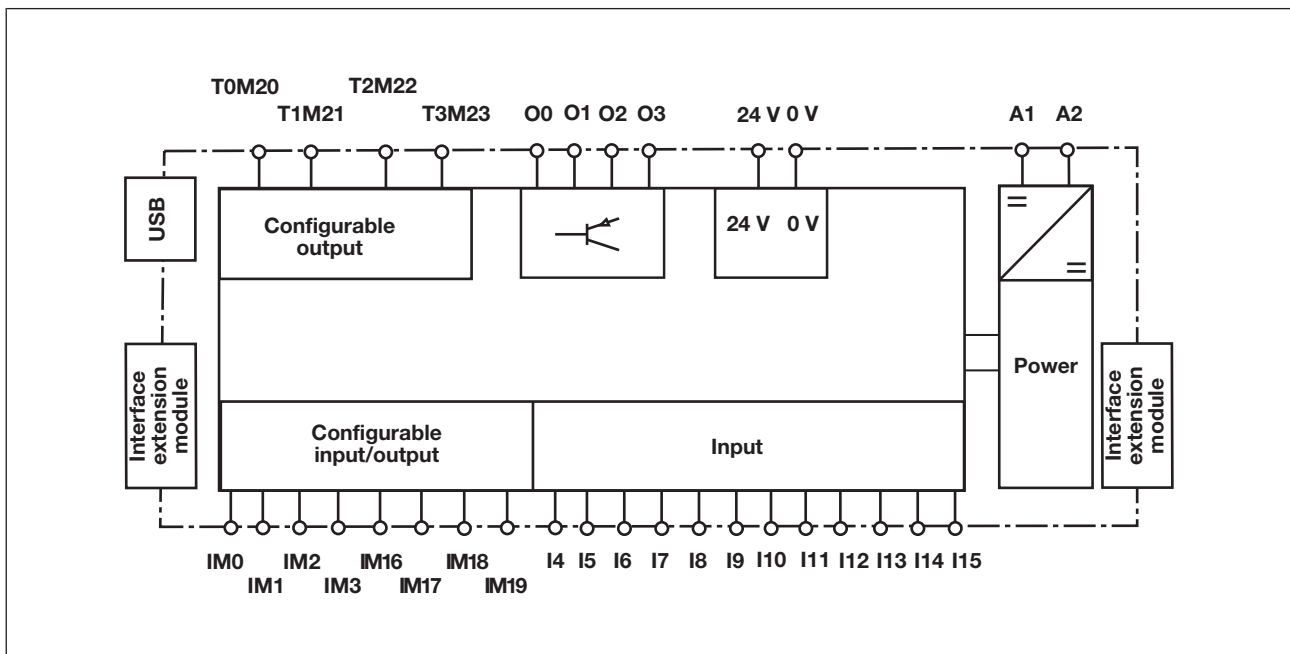 T0M20 T2M22
T1M21 T3M23 O0 O1 O2 O3 24 V 0 V A1 A2
USB
Configurable
output
24 V 0 V
Interface
extension
module
Power
Interface
extension
module
Configurable
input/output
Input
IM0 IM2 IM16 IM18 I4 I5 I6 I7 I8 I9 I10 I11 I12 I13 I14 I15
IM1 IM3 IM17 IM19